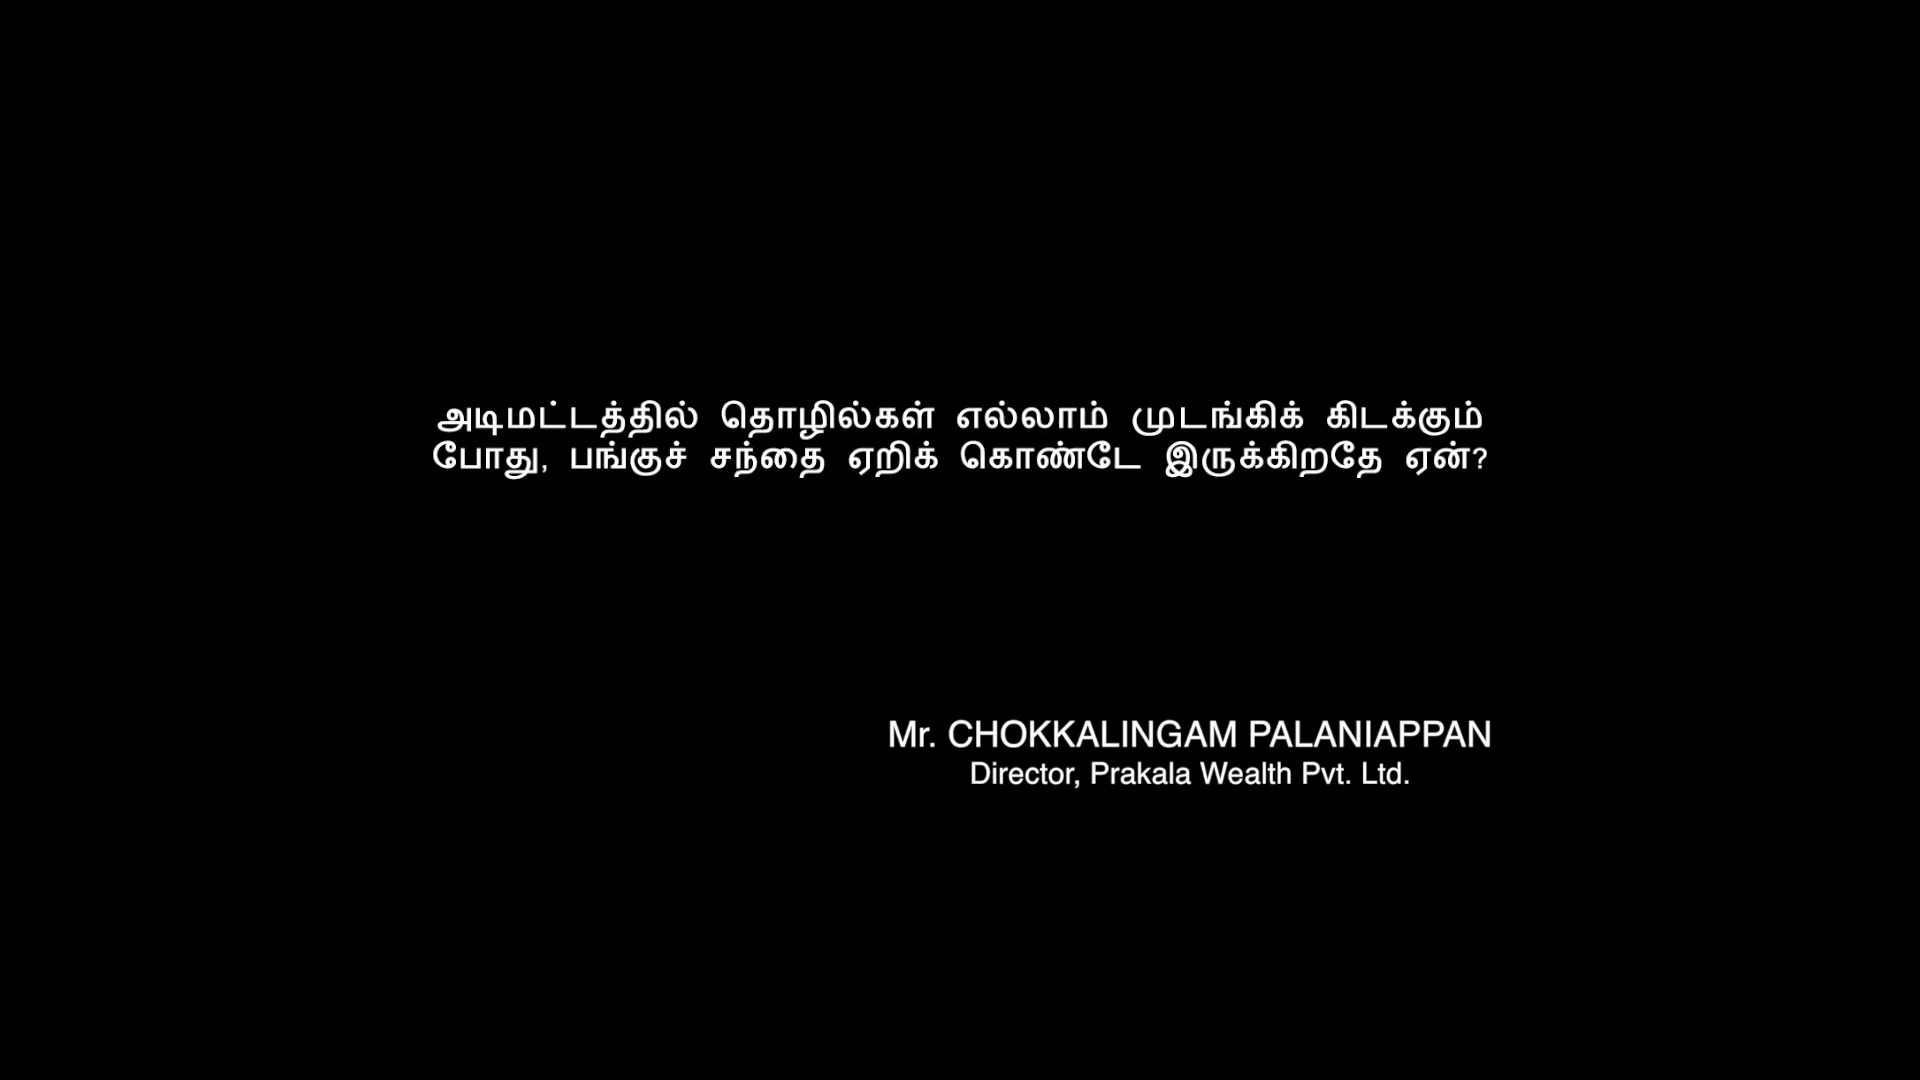 அடிமட்டத்தில் தொழில்கள் எல்லாம் முடங்கிக் கிடக்கும்
போது, பங்குச் சந்தை ஏறிக் கொண்டே இருக்கிறதே ஏன்?
Mr. CHOKKALINGAM PALANIAPPAN
Director, Prakala Wealth Pvt. Ltd.